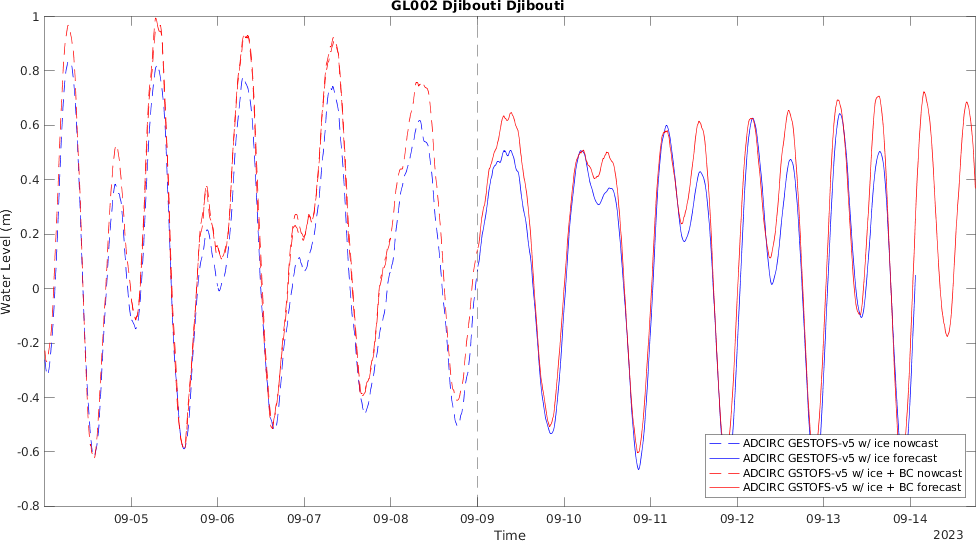 GL002 Djibouti Djibouti
1
0.8
0.6
0.4
0.2
0
-0.2
-0.4
-0.6
-0.8
Water Level (m)
ADCIRC GESTOFS-v5 w/ ice nowcast
ADCIRC GESTOFS-v5 w/ ice forecast
ADCIRC GSTOFS-v5 w/ ice + BC nowcast
ADCIRC GSTOFS-v5 w/ ice + BC forecast
09-05 09-06 09-07 09-08 09-09 09-10 09-11 09-12 09-13 09-14
Time
2023